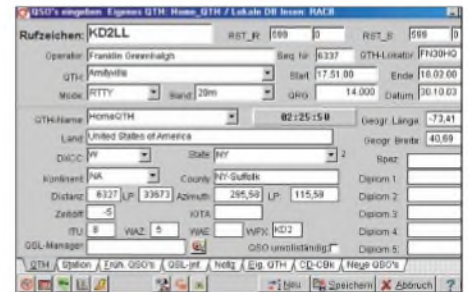 QSO's eingeben Eigenes QTH: Home_QTH / Lokale DB lesen: RACB
Rufzeichen: KD2LL RST_R 599 0 RST_S 599 0
Operator Franklin Greenhalgh Seq. Nr 6337 QTH-Lokator FN30HQ
QTH Amityville Start 17.51.00 Ende 18.02.00
Mode RTTY Band 20m QRG 14.000 Datum 30.10.03
QTH-Name HomeQTH 02:25:50 Geogr. Länge -73,41
Land United States of America Geogr. Breite 40,69
DXCC W State NY 2 Spez
Kontinent NA County NY-Suffolk Diplom 1
Distanz 6327 LP 33673 Azimuth 295,58 LP 115,58 Diplom 2
Zeitdiff -5 IOTA Diplom 3
ITU 8 WAZ 5 WAE WPX KD2 Diplom 4
QSL-Manager QSO unvollständig Diplom 5
QTH Station Früh. QSO's QSL-Inf Notiz Eig. QTH CD-CBk Neue QSO's
Neu Speichern Abbruch ?